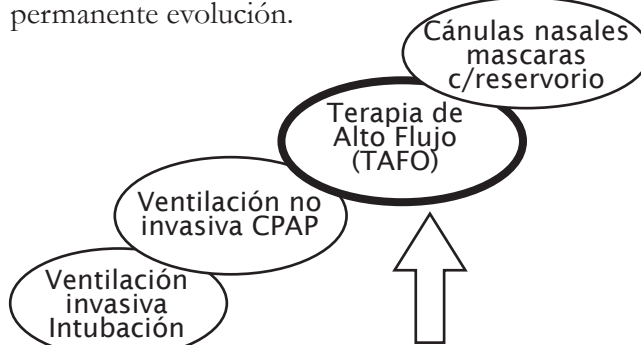 permanente evolución.
Cánulas nasales
mascaras
c/reservorio
Terapia de
Alto Flujo
(TAFO)
Ventilación no
invasiva CPAP
Ventilación
invasiva
Intubación